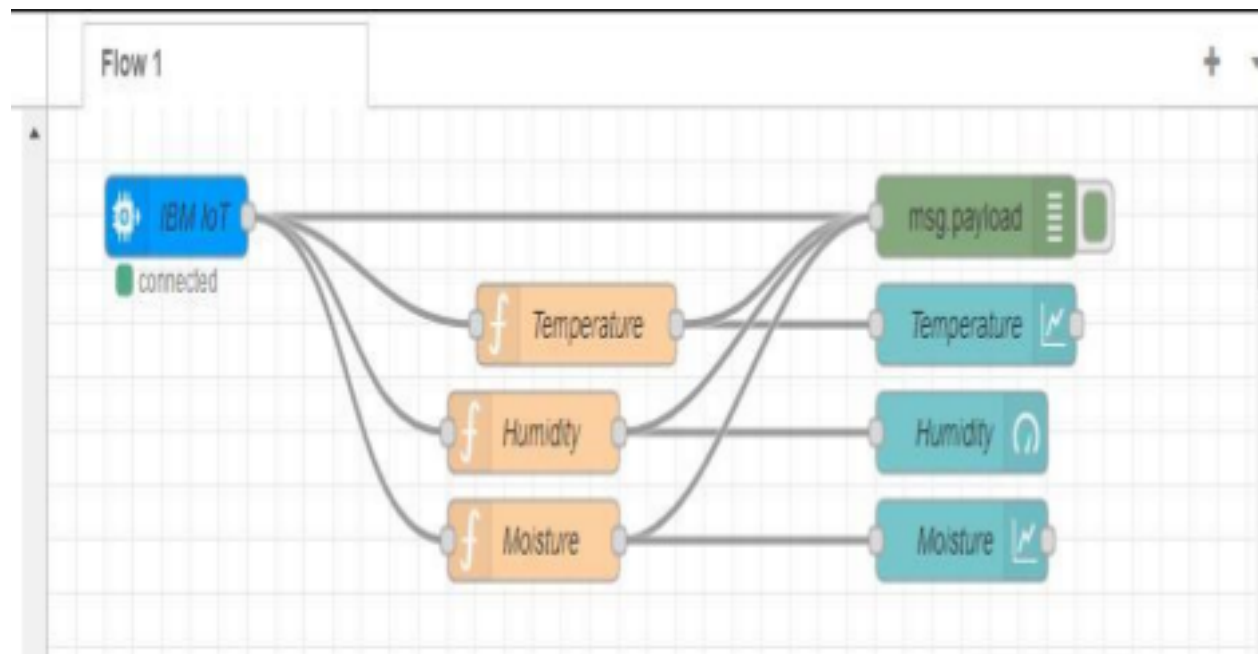 Flow 1
IBM IoT
msg.payload
connected
Temperature
Temperature
Humidity
Humidity
Moisture
Moisture